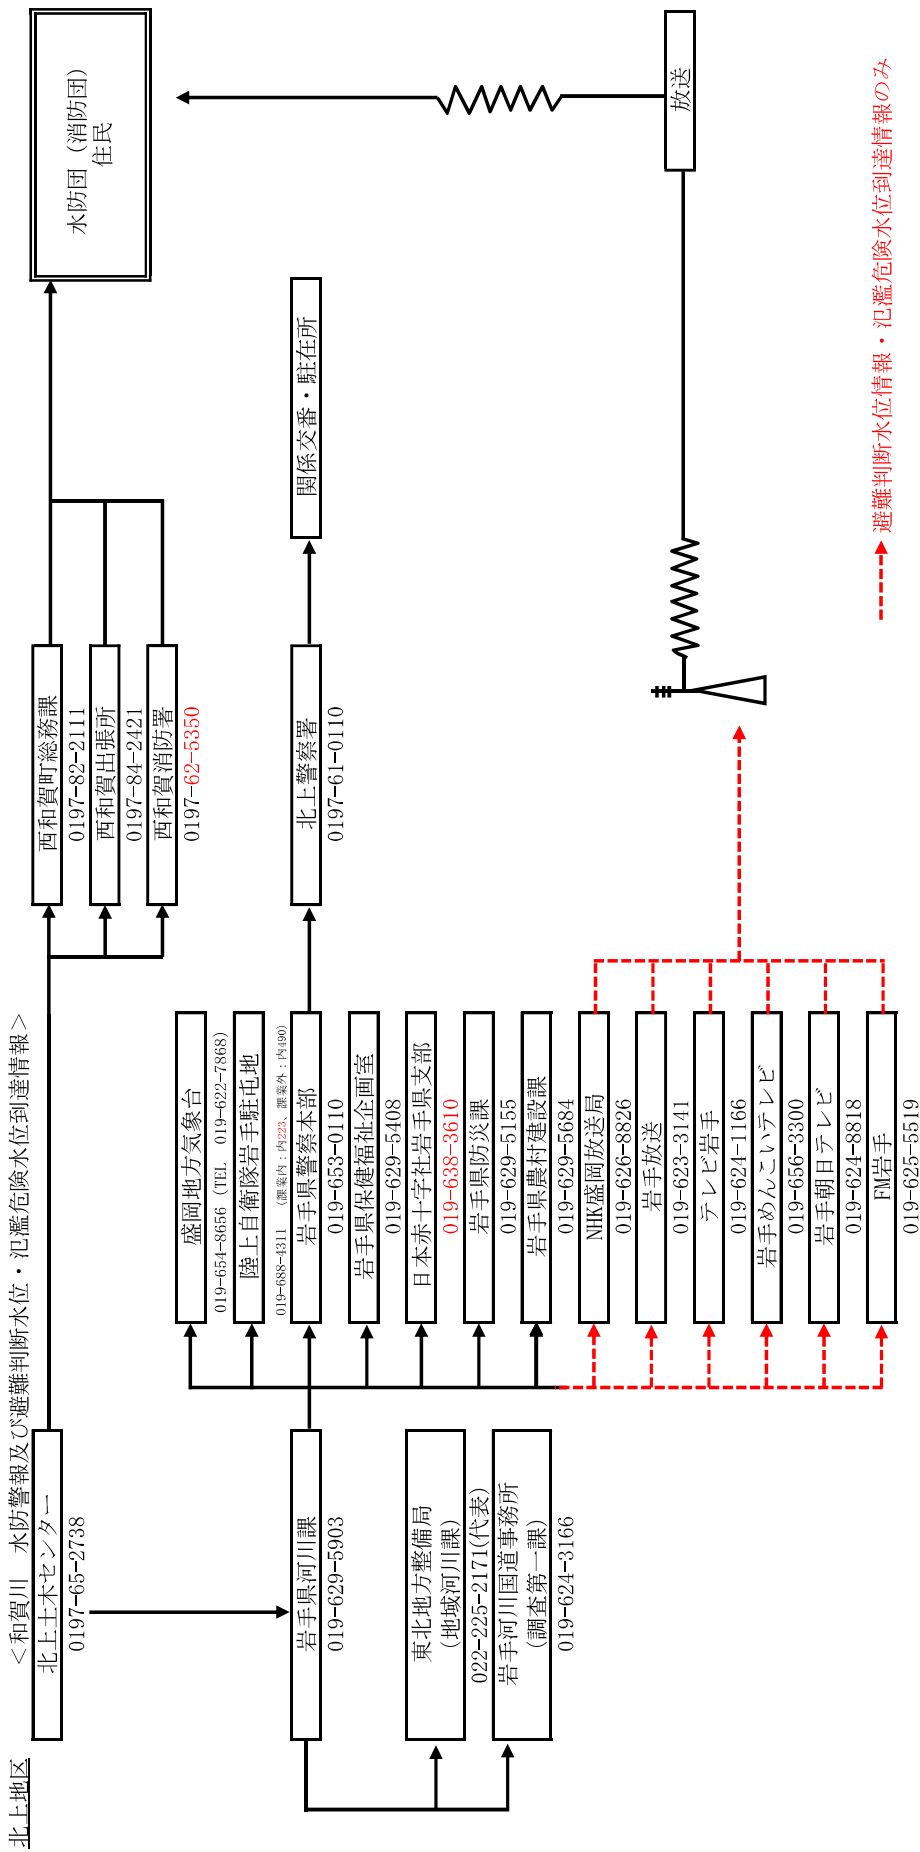 北上地区
＜和賀川　水防警報及び避難判断水位・氾濫危険水位到達情報＞
北上土木センター
0197-65-2738
岩手県河川課
019-629-5903
東北地方整備局
(地域河川課)
022-225-2171(代表)
岩手河川国道事務所
(調査第一課)
019-624-3166
盛岡地方気象台
019-654-8656（TEL　019-622-7868）
陸上自衛隊岩手駐屯地
019-688-4311　（課業内：内223、課業外：内490）
岩手県警察本部
019-653-0110
岩手県保健福祉企画室
019-629-5408
日本赤十字社岩手県支部
019-638-3610
岩手県防災課
019-629-5155
岩手県農村建設課
019-629-5684
NHK盛岡放送局
019-626-8826
岩手放送
019-623-3141
テレビ岩手
019-624-1166
岩手めんこいテレビ
019-656-3300
岩手朝日テレビ
019-624-8818
FM岩手
019-625-5519
西和賀町総務課
0197-82-2111
西和賀出張所
0197-84-2421
西和賀消防署
0197-62-5350
北上警察署
0197-61-0110
関係交番・駐在所
水防団（消防団）
住民
放送
避難判断水位情報・氾濫危険水位到達情報のみ